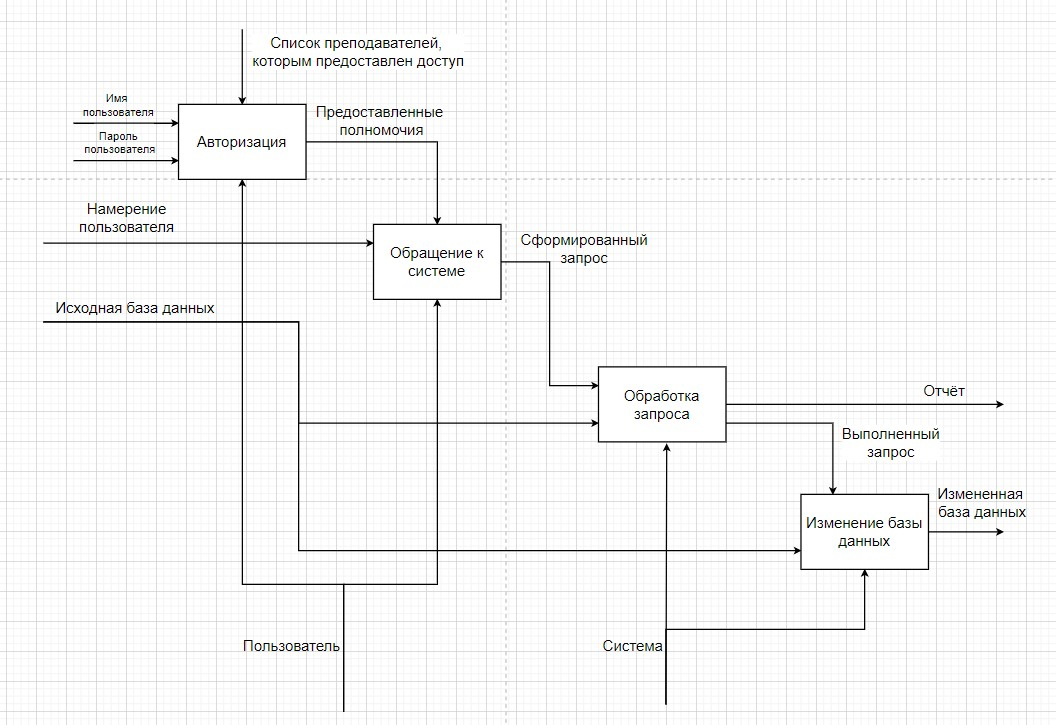 Список преподавателей,
которым предоставлен доступ
Имя
пользователя
Пароль
пользователя
Авторизация
Предоставленные
полномочия
Намерение
пользователя
Обращение к
системе
Сформированный
запрос
Исходная база данных
Обработка
запроса
Отчёт
Выполненный
запрос
Изменение базы
данных
Измененная
база данных
Пользователь
Система